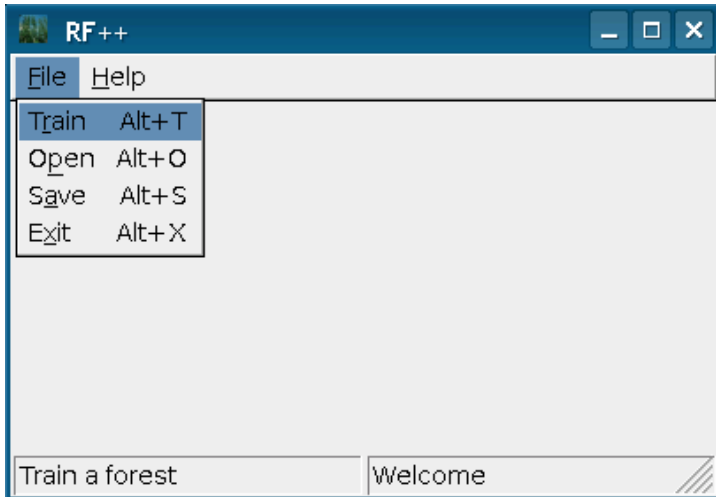 RF++
File Help
Train Alt+T
Open Alt+O
Save Alt+S
Exit Alt+X
Train a forest Welcome